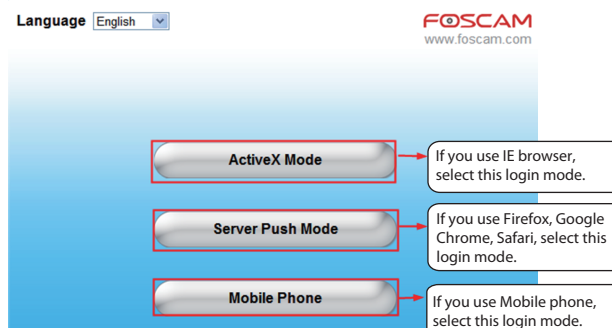 Language English
FOSCAM
www.foscam.com
ActiveX Mode
If you use IE browser,
select this login mode.
Server Push Mode
If you use Firefox, Google
Chrome, Safari, select this
login mode.
Mobile Phone
If you use Mobile phone,
select this login mode.